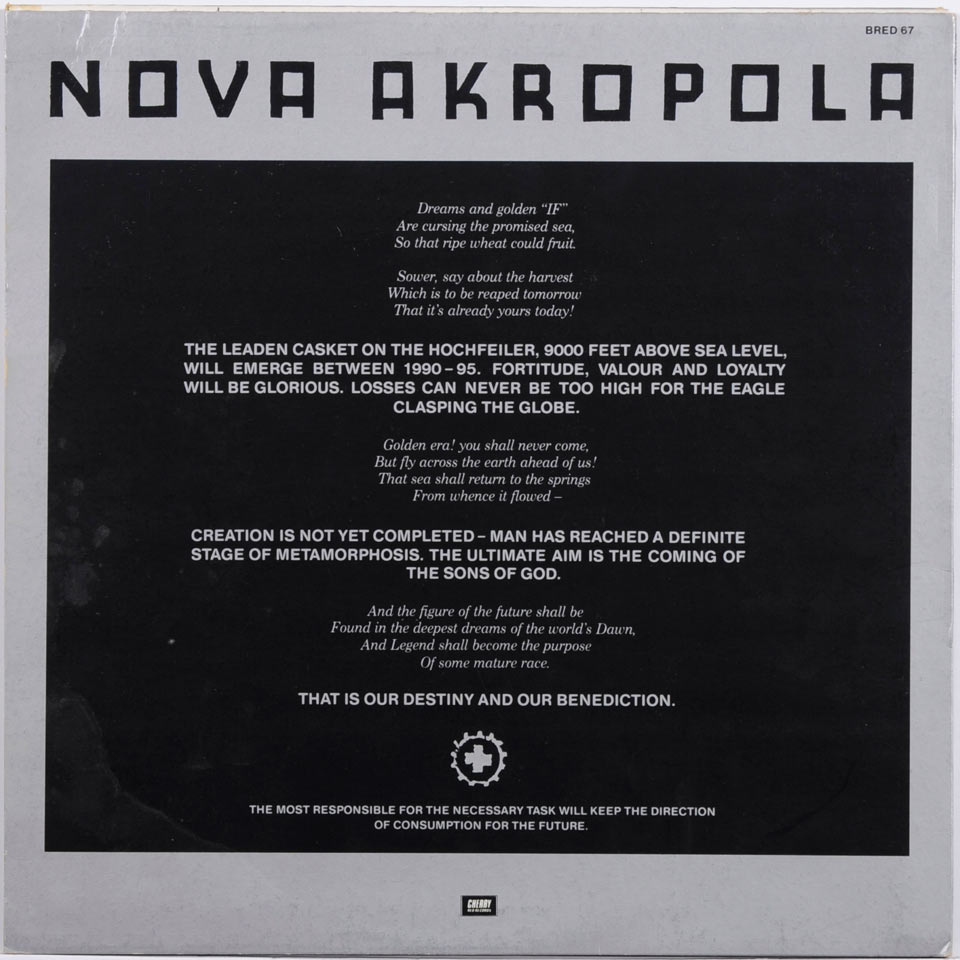 BRED 67
NOVA AKROPOLA
Dreams and golden “IF”
Are cursing the promised sea,
So that ripe wheat could fruit.
Sower, say about the harvest
Which is to be reaped tomorrow
That it’s already yours today!
THE LEADEN CASKET ON THE HOCHFEILER, 9000 FEET ABOVE SEA LEVEL,
WILL EMERGE BETWEEN 1990–95. FORTITUDE, VALOUR AND LOYALTY
WILL BE GLORIOUS. LOSSES CAN NEVER BE TOO HIGH FOR THE EAGLE
CLASPING THE GLOBE.
Golden era! you shall never come,
But fly across the earth ahead of us!
That sea shall return to the springs
From whence it flowed –
CREATION IS NOT YET COMPLETED – MAN HAS REACHED A DEFINITE
STAGE OF METAMORPHOSIS. THE ULTIMATE AIM IS THE COMING OF
THE SONS OF GOD.
And the figure of the future shall be
Found in the deepest dreams of the world’s Dawn,
And Legend shall become the purpose
Of some mature race.
THAT IS OUR DESTINY AND OUR BENEDICTION.
THE MOST RESPONSIBLE FOR THE NECESSARY TASK WILL KEEP THE DIRECTION
OF CONSUMPTION FOR THE FUTURE.
CHERRY
RED RECORDS